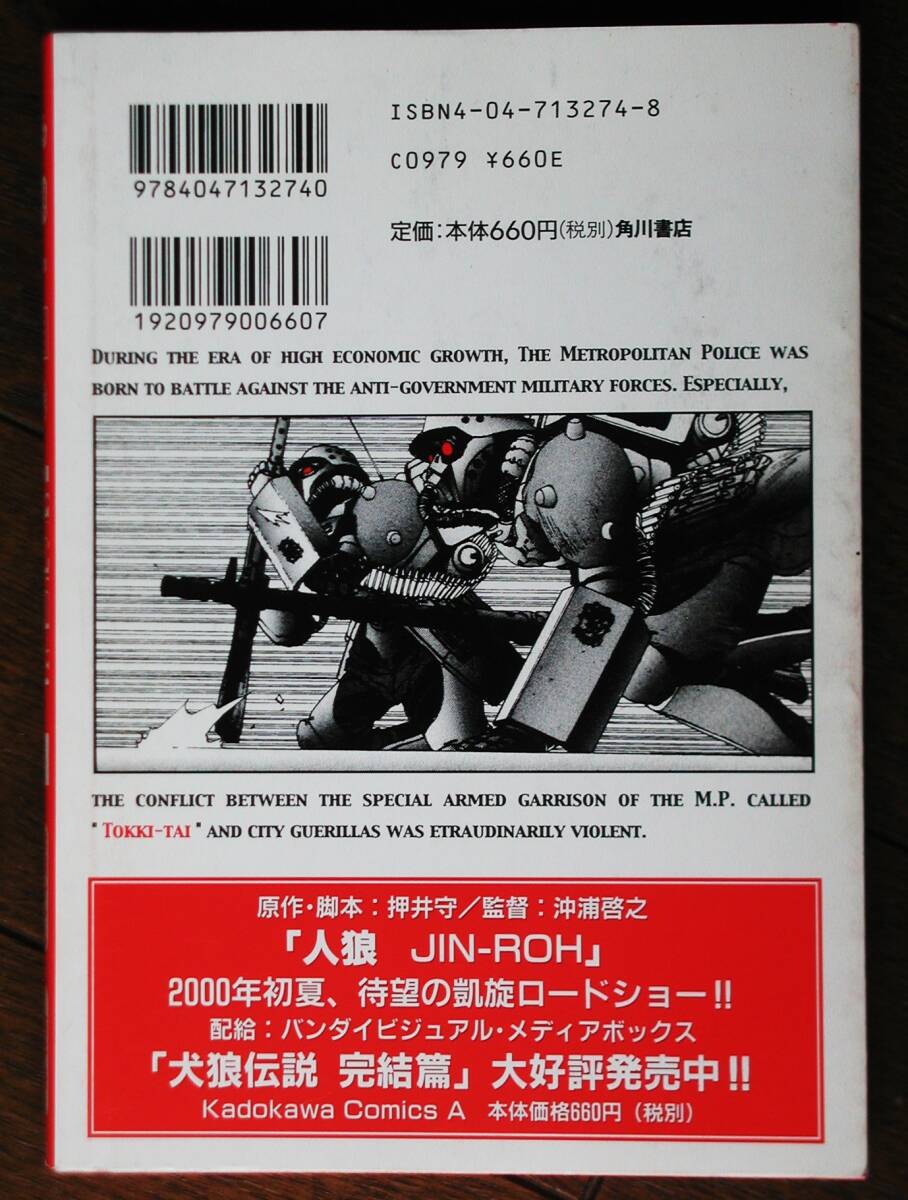 ISBN4-04-713274-8
C0979 ¥660E
9784047132740
定価：本体660円(税別)角川書店
1920979006607
During the era of high economic growth, The Metropolitan Police was
born to battle against the anti-government military forces. Especially,
the conflict between the special armed garrison of the M.P. called
" Tokki-tai " and city guerillas was etraudinarily violent.
原作・脚本：押井守／監督：沖浦啓之
「人狼 JIN-ROH」
2000年初夏、待望の凱旋ロードショー!!
配給：バンダイビジュアル・メディアボックス
「犬狼伝説 完結篇」大好評発売中!!
Kadokawa Comics A 本体価格660円（税別）